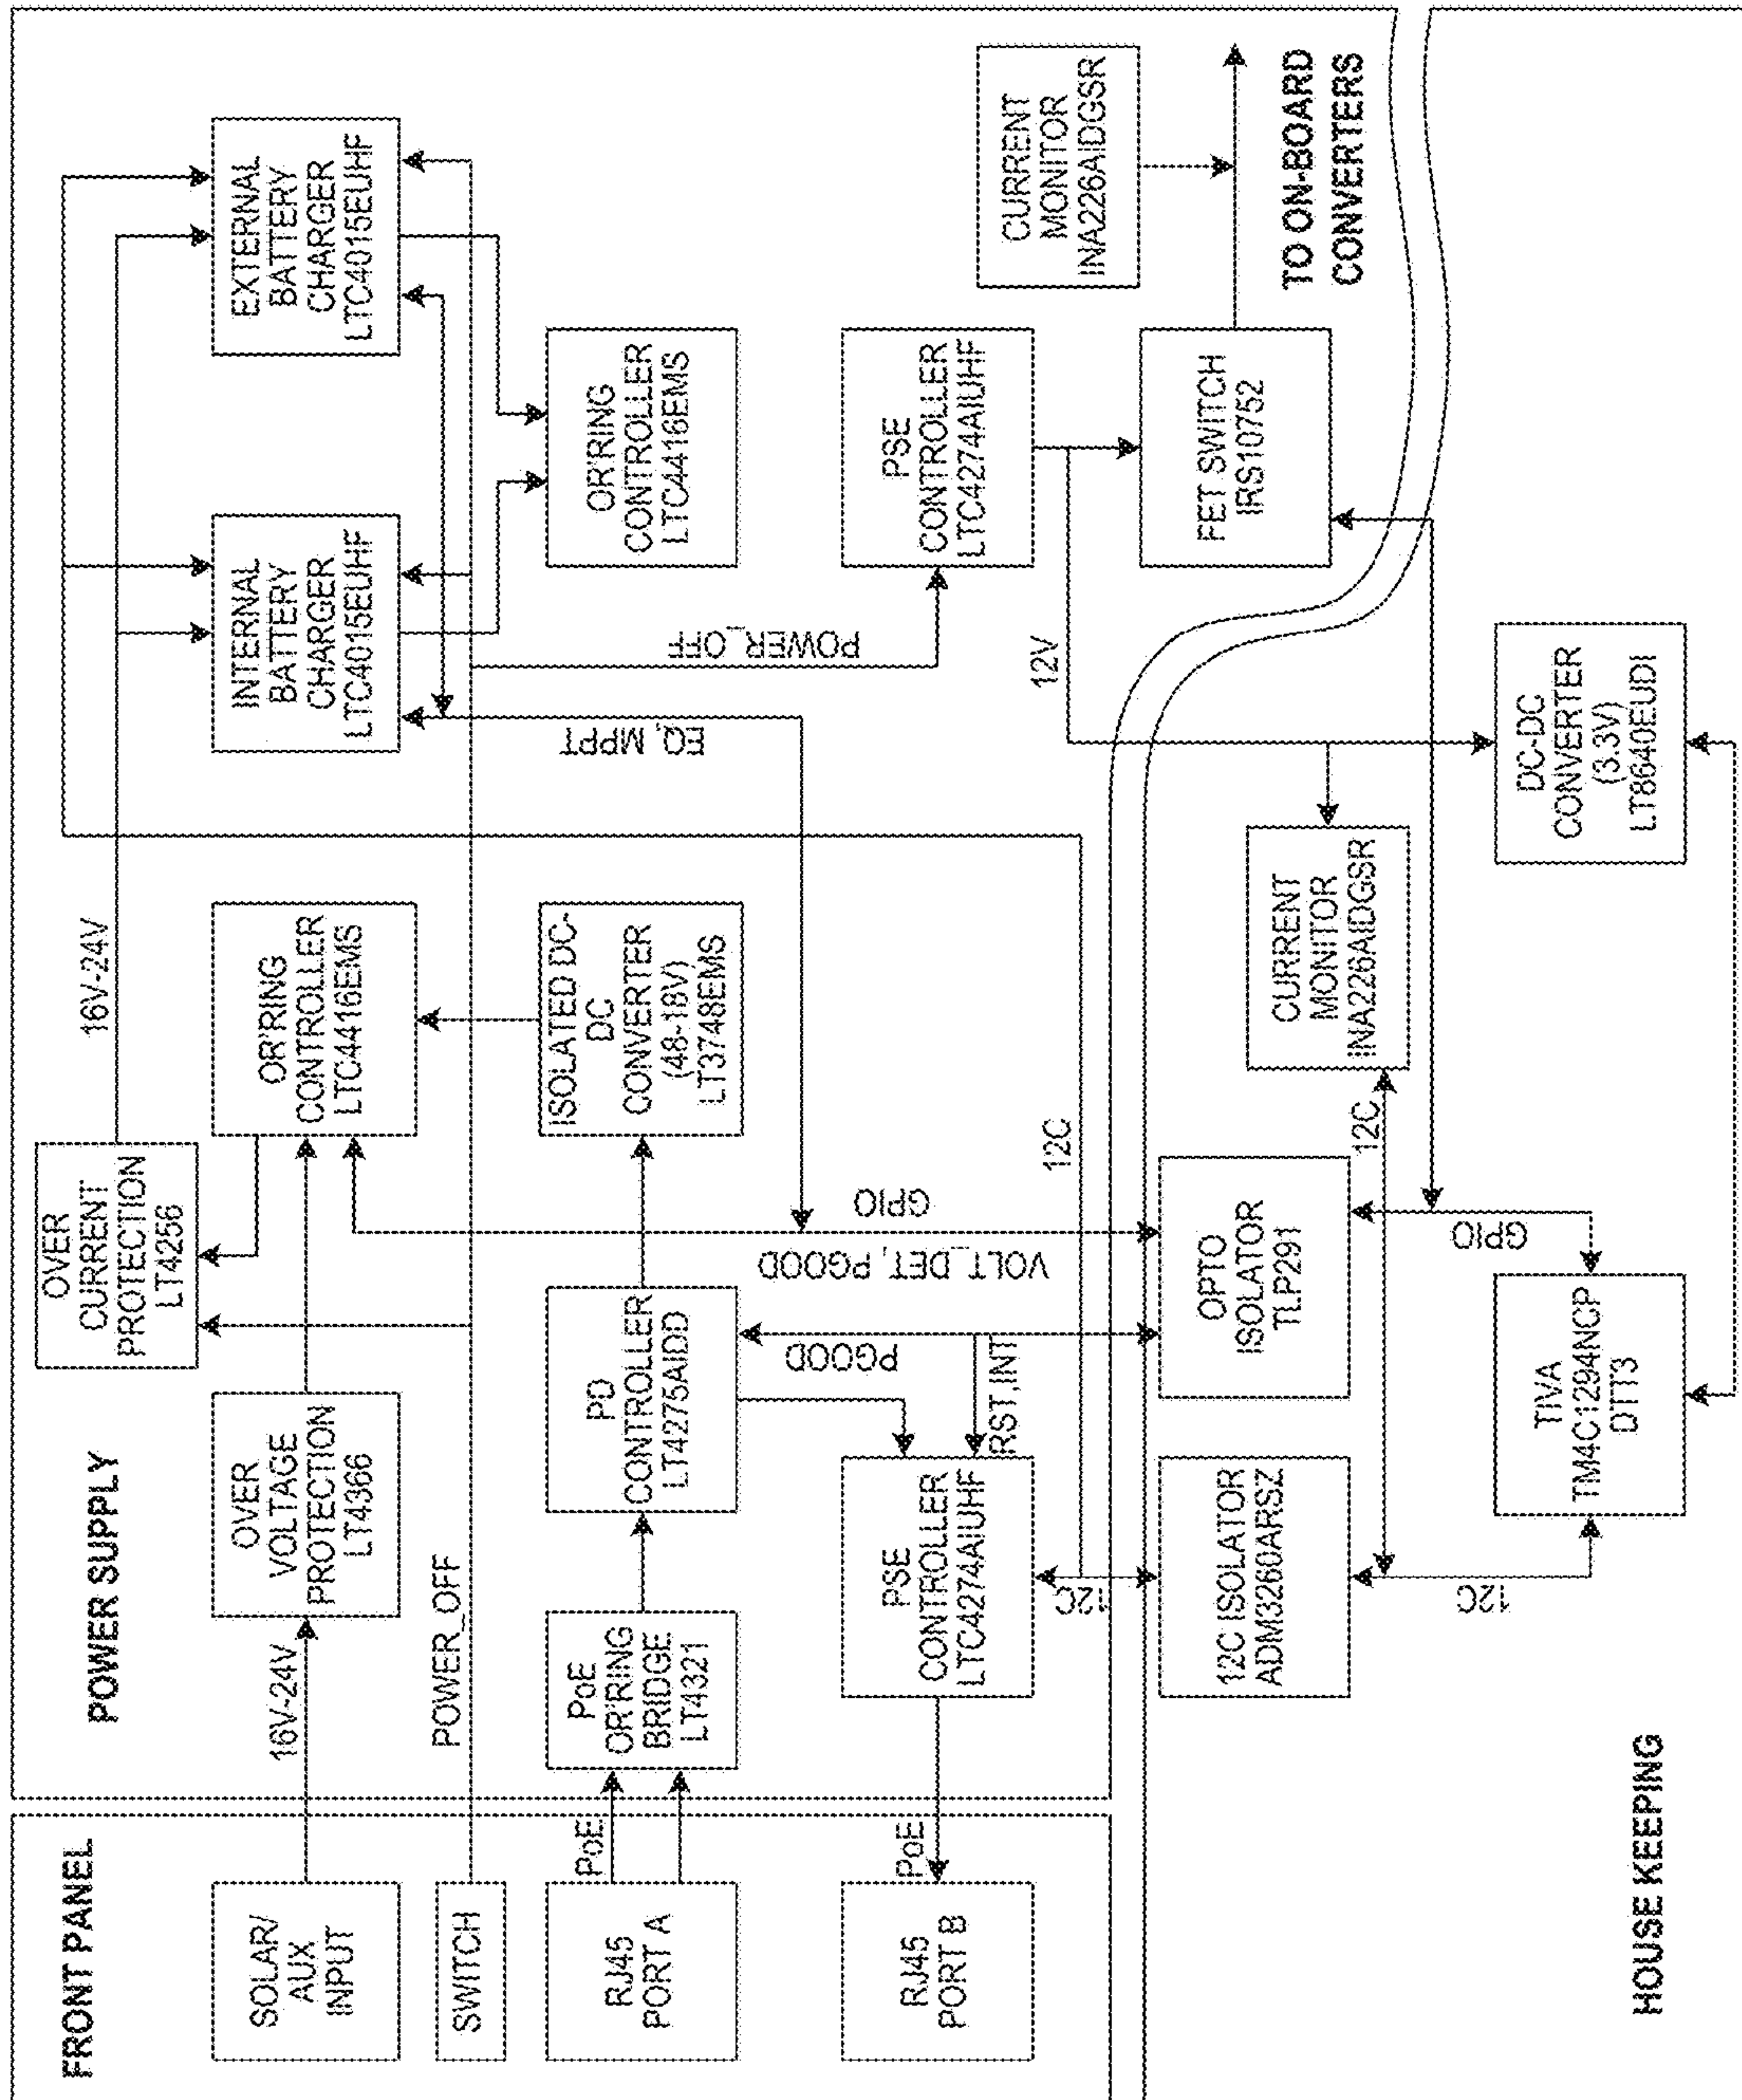 FRONT PANEL
SOLAR/
AUX
INPUT
SWITCH
RJ45
PORT A
RJ45
PORT B
PoE
PoE
POWER SUPPLY
16V-24V
OVER
VOLTAGE
PROTECTION
LT4366
OVER
CURRENT
PROTECTION
LT4256
16V-24V
POWER_OFF
OR'RING
CONTROLLER
LTC4416EMS
PoE
OR'RING
BRIDGE
LT4321
PD
CONTROLLER
LT4275AIDD
ISOLATED DC-
DC
CONVERTER
(48-18V)
LT3748EMS
PSE
CONTROLLER
LTC4274AIUHF
PGOOD
RST,INT
VOLT_DET, PGOOD
GPIO
12C
12C
INTERNAL
BATTERY
CHARGER
LTC4015EUHF
EXTERNAL
BATTERY
CHARGER
LTC4015EUHF
EQ, MPPT
POWER_OFF
OR'RING
CONTROLLER
LTC4416EMS
PSE
CONTROLLER
LTC4274AIUHF
12V
FET SWITCH
IRS10752
CURRENT
MONITOR
INA226AIDGSR
TO ON-BOARD
CONVERTERS
HOUSE KEEPING
12C ISOLATOR
ADM3260ARSZ
OPTO
ISOLATOR
TLP291
CURRENT
MONITOR
INA226AIDGSR
12C
12C
GPIO
TIVA
TM4C1294NCP
DTT3
DC-DC
CONVERTER
(3.3V)
LT8640EUDI